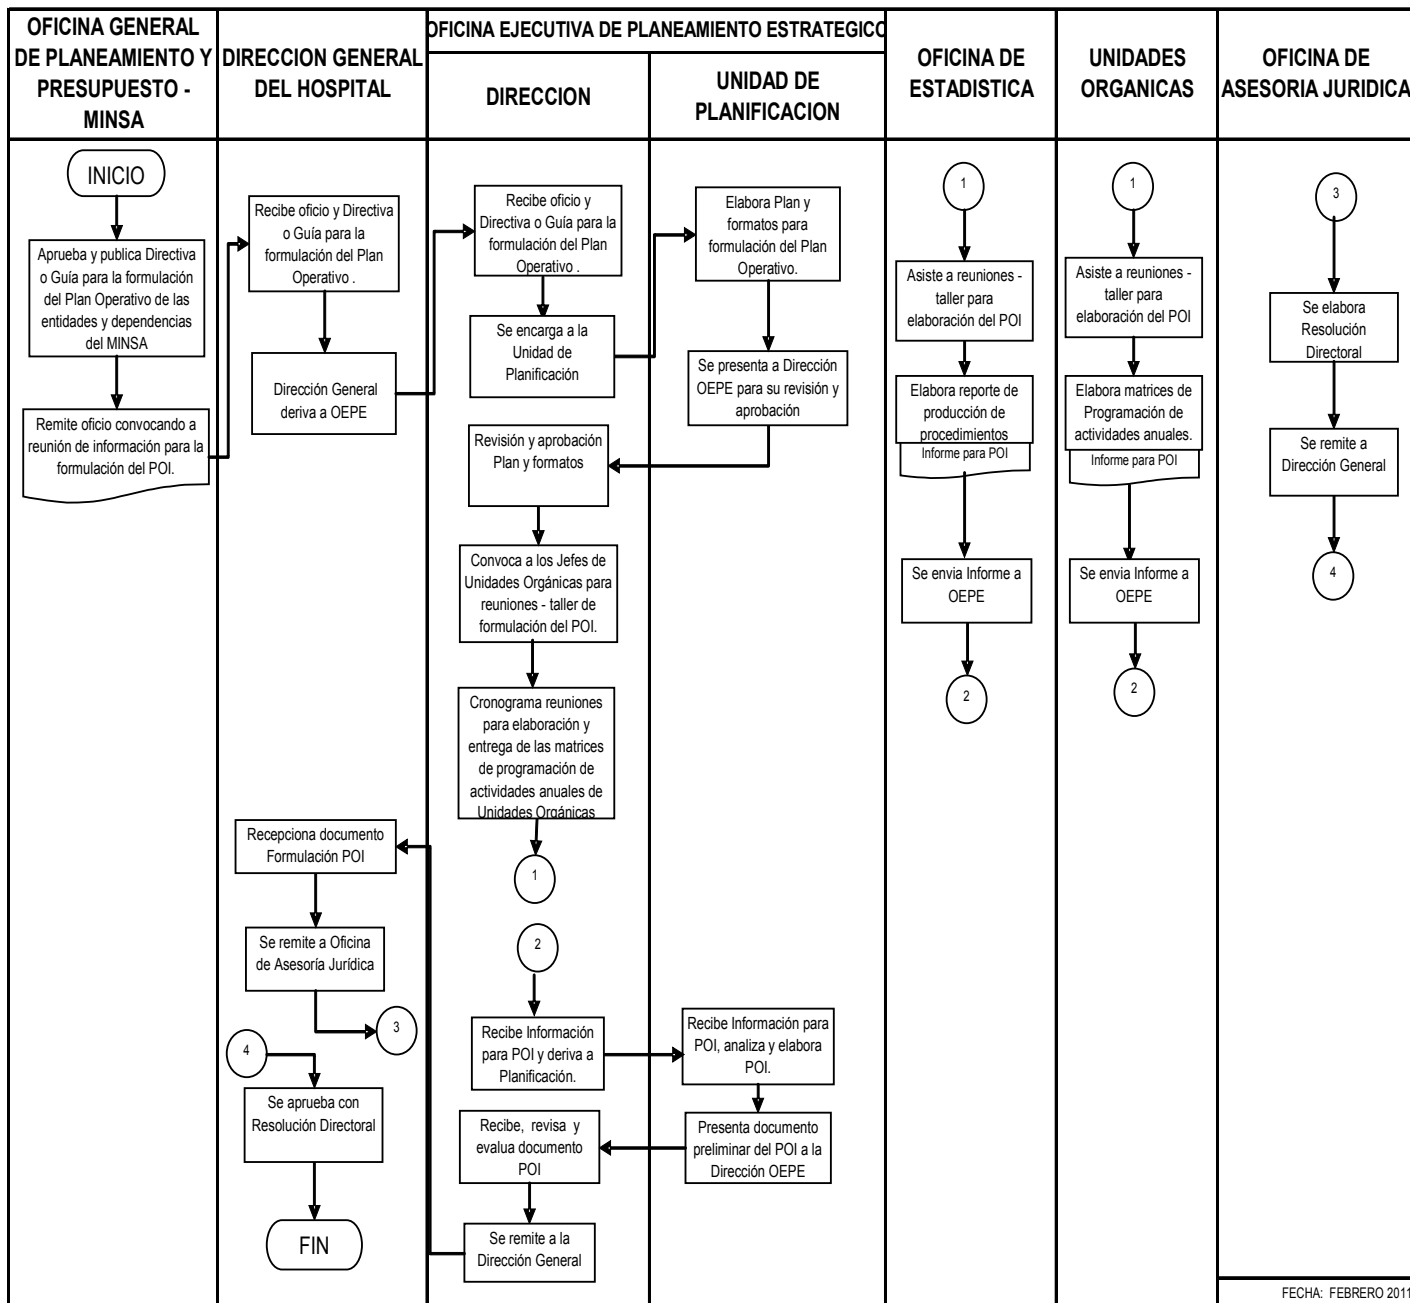 OFICINA GENERAL
DE PLANEAMIENTO Y
PRESUPUESTO -
MINSA
DIRECCION GENERAL
DEL HOSPITAL
OFICINA EJECUTIVA DE PLANEAMIENTO ESTRATEGICO
DIRECCION
UNIDAD DE
PLANIFICACION
OFICINA DE
ESTADISTICA
UNIDADES
ORGANICAS
OFICINA DE
ASESORIA JURIDICA
INICIO
Aprueba y publica Directiva
o Guía para la formulación
del Plan Operativo de las
entidades y dependencias
del MINSA
Remite oficio convocando a
reunión de información para la
formulación del POI.
Recibe oficio y Directiva
o Guía para la
formulación del Plan
Operativo .
Dirección General
deriva a OEPE
Recepciona documento
Formulación POI
Se remite a Oficina
de Asesoría Jurídica
3
4
Se aprueba con
Resolución Directoral
FIN
Recibe oficio y
Directiva o Guía para la
formulación del Plan
Operativo .
Se encarga a la
Unidad de
Planificación
Revisión y aprobación
Plan y formatos
Convoca a los Jefes de
Unidades Orgánicas para
reuniones - taller de
formulación del POI.
Cronograma reuniones
para elaboración y
entrega de las matrices
de programación de
actividades anuales de
Unidades Orgánicas
1
2
Recibe Información
para POI y deriva a
Planificación.
Recibe, revisa y
evalua documento
POI
Se remite a la
Dirección General
Elabora Plan y
formatos para
formulación del Plan
Operativo.
Se presenta a Dirección
OEPE para su revisión y
aprobación
Recibe Información para
POI, analiza y elabora
POI.
Presenta documento
preliminar del POI a la
Dirección OEPE
1
Asiste a reuniones -
taller para
elaboración del POI
Elabora reporte de
producción de
procedimientos
Informe para POI
Se envia Informe a
OEPE
2
1
Asiste a reuniones -
taller para
elaboración del POI
Elabora matrices de
Programación de
actividades anuales.
Informe para POI
Se envia Informe a
OEPE
2
3
Se elabora
Resolución
Directoral
Se remite a
Dirección General
4
FECHA: FEBRERO 2011